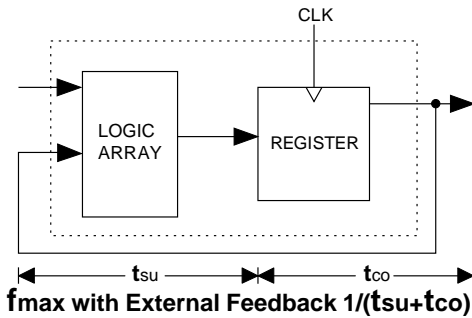 CLK
LOGIC
ARRAY
REGISTER
tsu
tco
fmax with External Feedback 1/(tsu+tco)